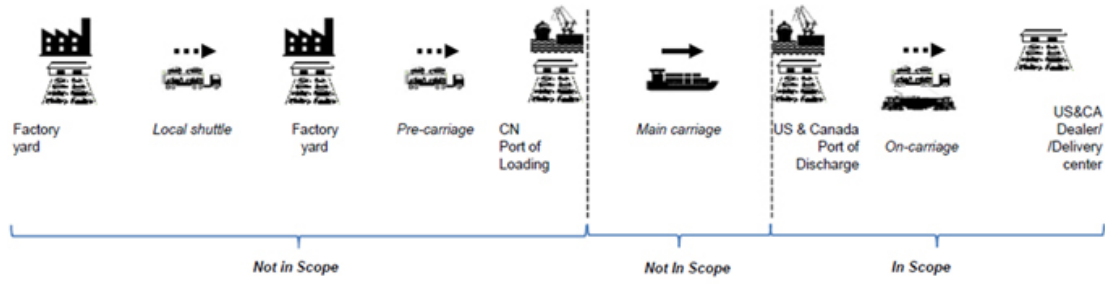 Factory
yard
Local shuttle
Factory
yard
Pre-carriage
CN
Port of
Loading
Main carriage
US & Canada
Port of
Discharge
On-carriage
US&CA
Dealer/
/Delivery
center
Not in Scope
Not In Scope
In Scope